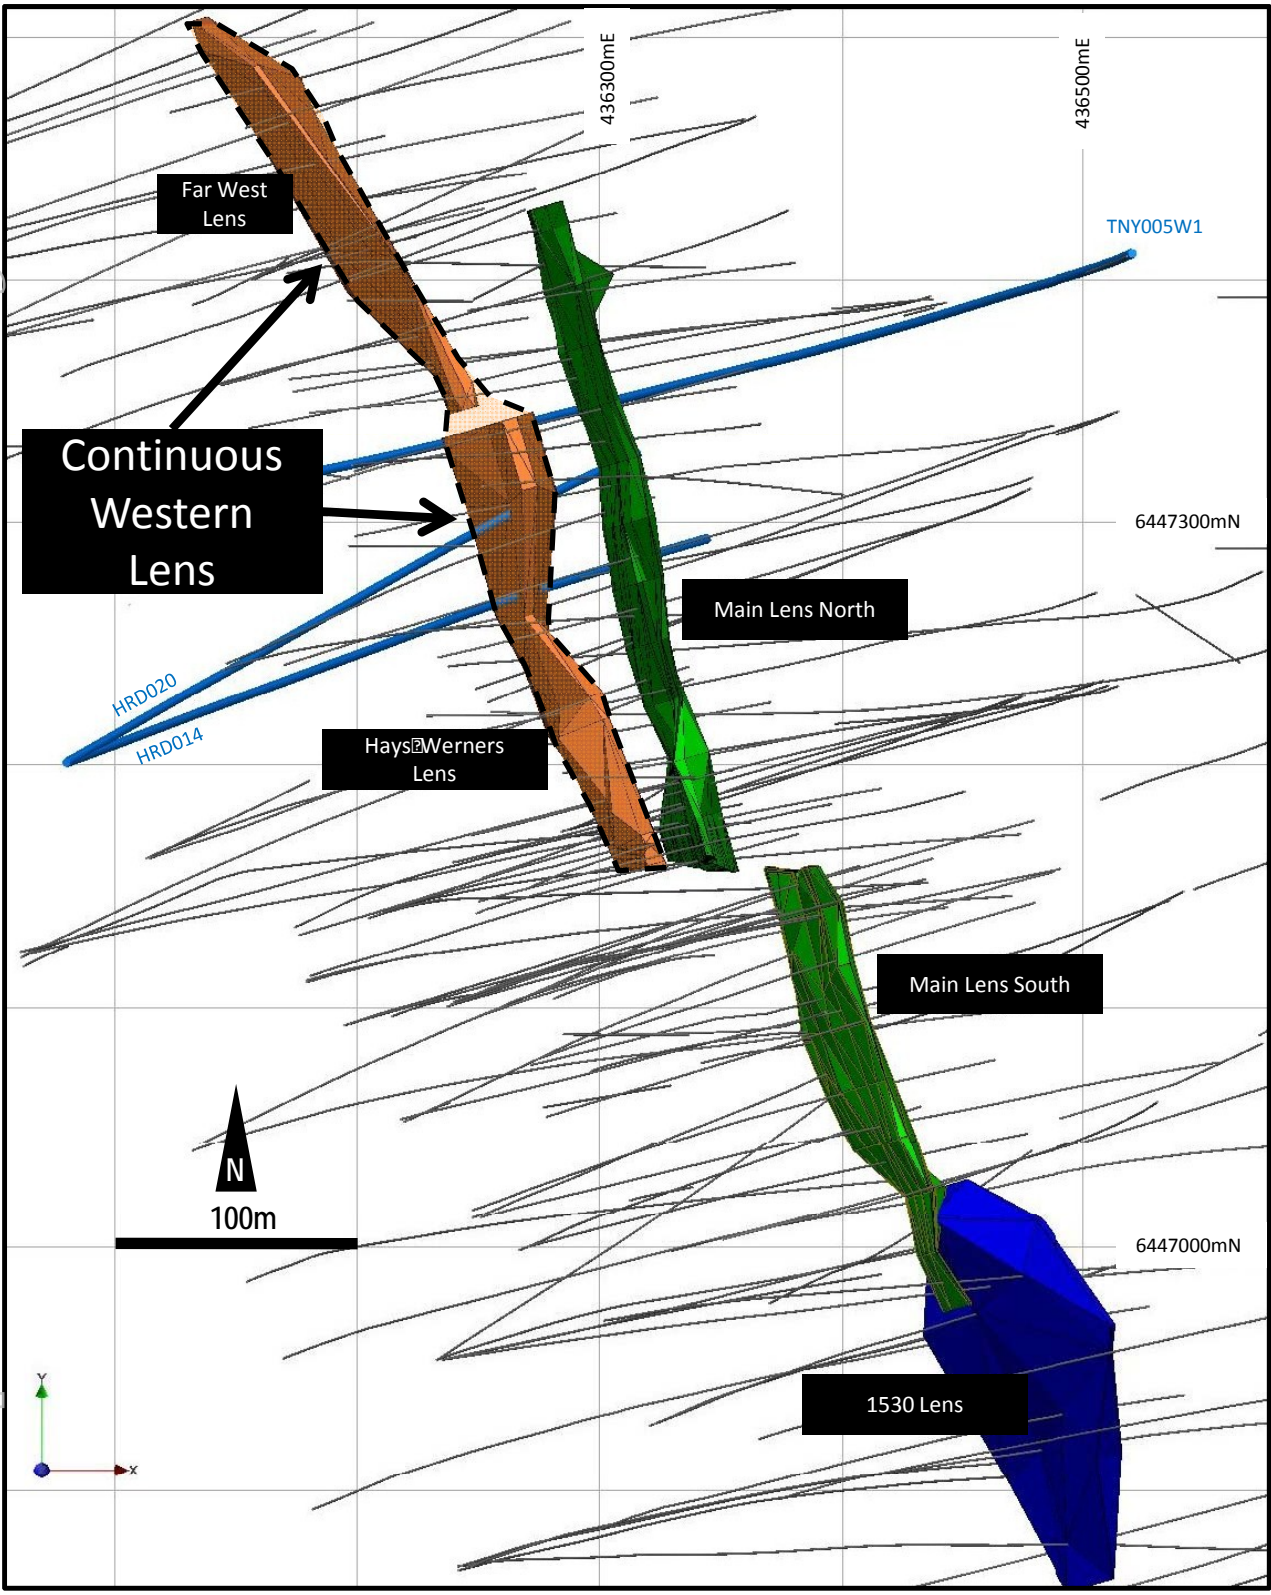 436300mE
436500mE
Far West
Lens
TNY005W1
Continuous
Western
Lens
6447300mN
Main Lens North
HRD020
HRD014
Hays�Werners
Lens
Main Lens South
N
100m
6447000mN
1530 Lens
Y
X